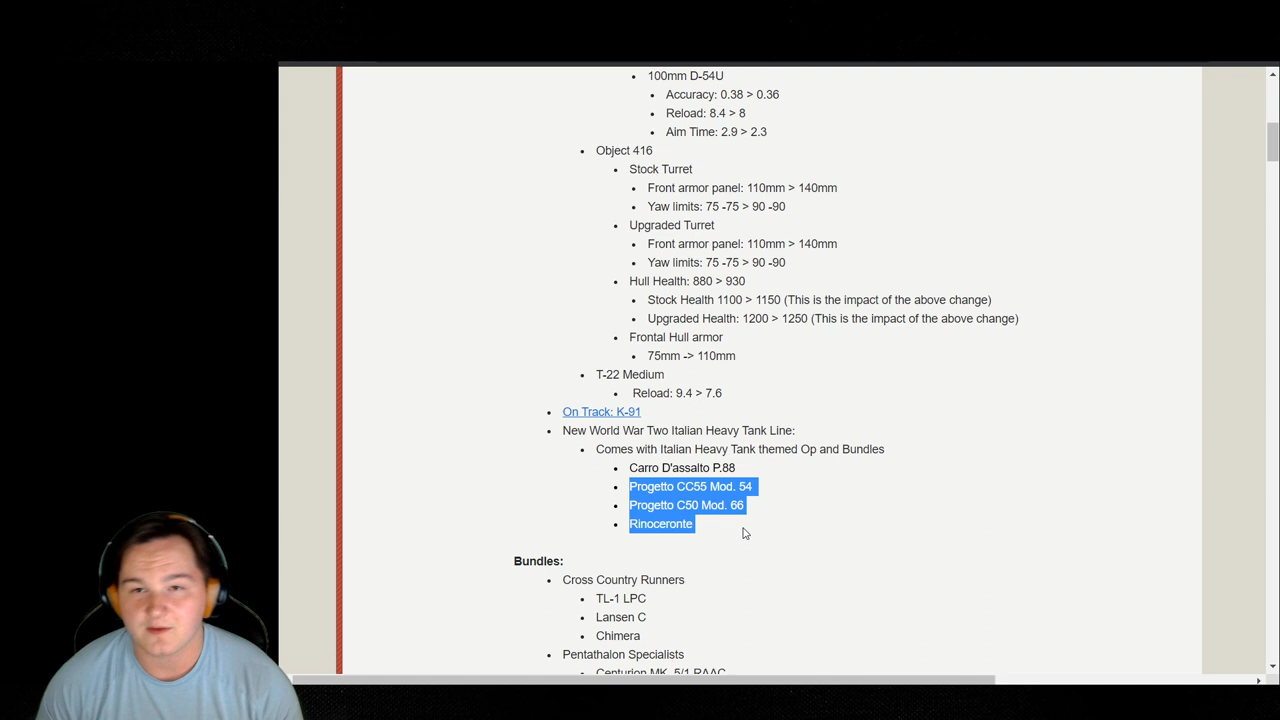 100mm D-54U
Accuracy: 0.38 > 0.36
Reload: 8.4 > 8
Aim Time: 2.9 > 2.3
Object 416
Stock Turret
Front armor panel: 110mm > 140mm
Yaw limits: 75 -75 > 90 -90
Upgraded Turret
Front armor panel: 110mm > 140mm
Yaw limits: 75 -75 > 90 -90
Hull Health: 880 > 930
Stock Health 1100 > 1150 (This is the impact of the above change)
Upgraded Health: 1200 > 1250 (This is the impact of the above change)
Frontal Hull armor
75mm -> 110mm
T-22 Medium
Reload: 9.4 > 7.6
On Track: K-91
New World War Two Italian Heavy Tank Line:
Comes with Italian Heavy Tank themed Op and Bundles
Carro D'assalto P.88
Progetto CC55 Mod. 54
Progetto C50 Mod. 66
Rinoceronte
Bundles:
Cross Country Runners
TL-1 LPC
Lansen C
Chimera
Pentathalon Specialists
Centurion MK. 5/1 RAAC